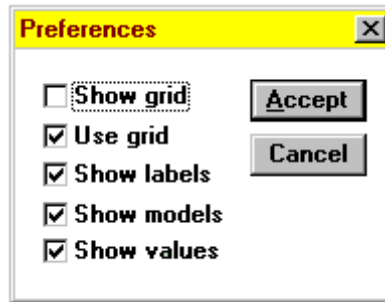 Preferences
Show grid
Accept
Use grid
Cancel
Show labels
Show models
Show values